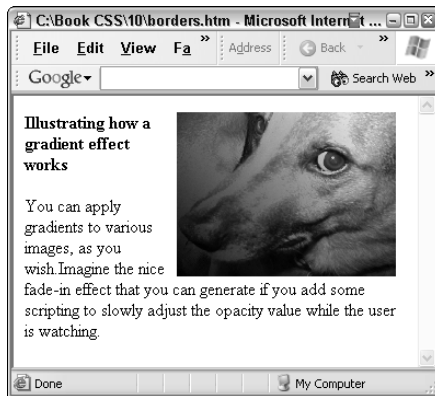 C:\Book CSS\10\borders.htm - Microsoft Intern ...
File Edit View Fa » Address Back »
Google Search Web »
Illustrating how a
gradient effect
works
You can apply
gradients to various
images, as you
wish.Imagine the nice
fade-in effect that you can generate if you add some
scripting to slowly adjust the opacity value while the user
is watching.
Done My Computer